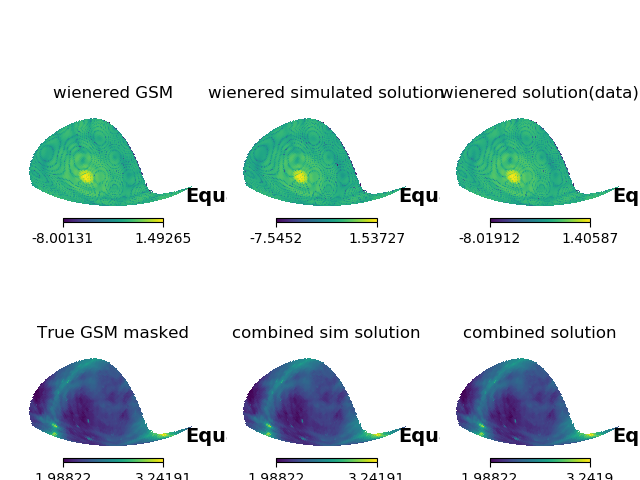 wienered GSM
wienered simulated solution
wienered solution(data)
Equ
Equ
Eq
-8.00131 1.49265
-7.5452 1.53727
-8.01912 1.40587
True GSM masked
combined sim solution
combined solution
Equ
Equ
Eq
1.98822 3.24191
1.98822 3.24191
1.98822 3.2419